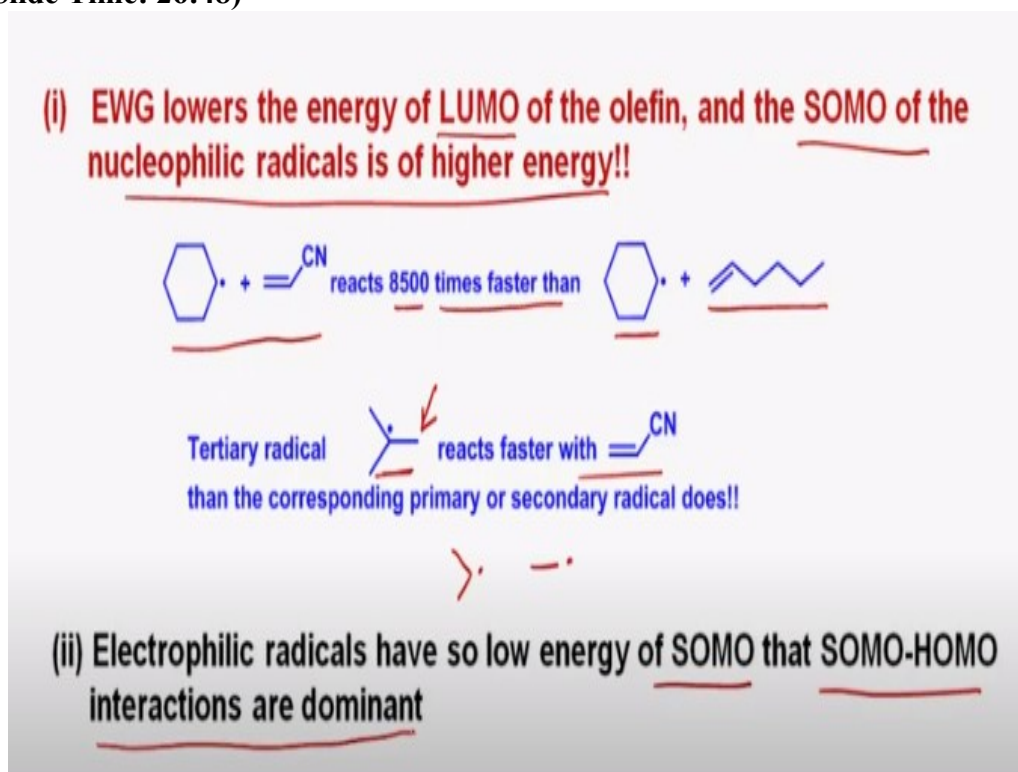 Slide Time: 20:48)
(i) EWG lowers the energy of LUMO of the olefin, and the SOMO of the
nucleophilic radicals is of higher energy!!
CN
+ reacts 8500 times faster than +
Tertiary radical reacts faster with CN
than the corresponding primary or secondary radical does!!
(ii) Electrophilic radicals have so low energy of SOMO that SOMO-HOMO
interactions are dominant